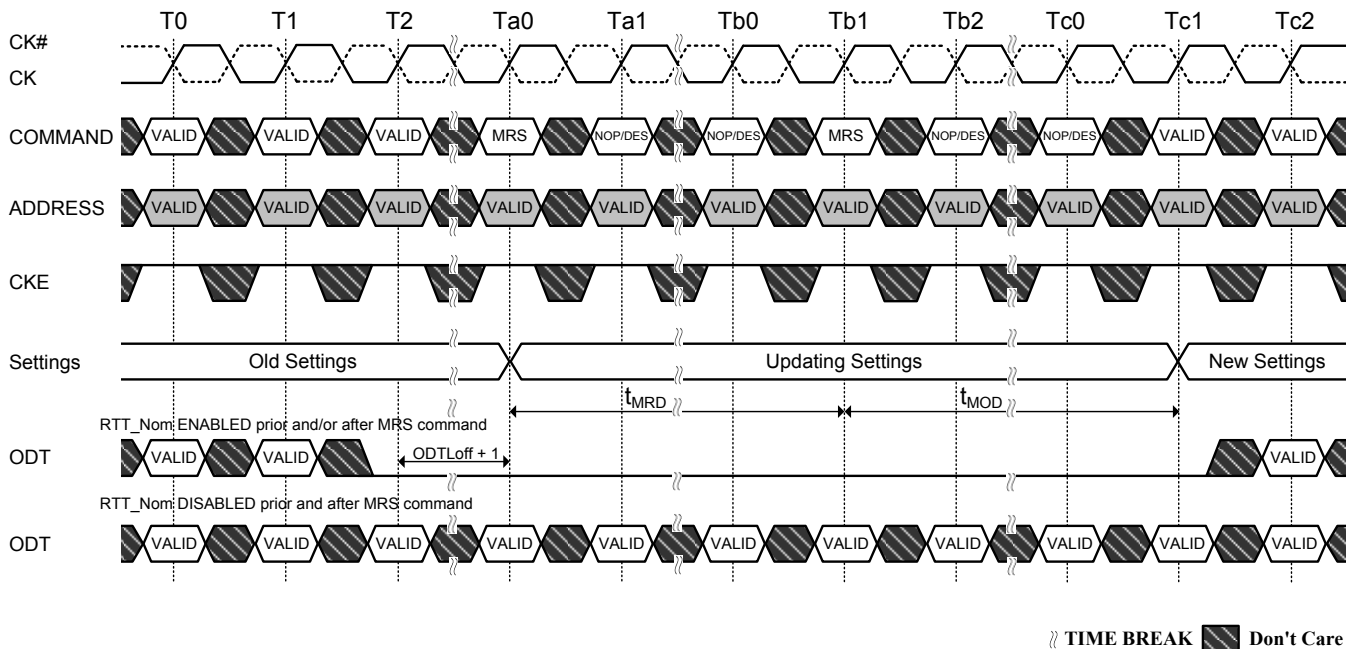 T0 T1 T2 Ta0 Ta1 Tb0 Tb1 Tb2 Tc0 Tc1 Tc2
CK#
CK
COMMAND VALID VALID VALID MRS NOP/DES NOP/DES MRS NOP/DES NOP/DES VALID VALID
ADDRESS VALID VALID VALID VALID VALID VALID VALID VALID VALID VALID VALID
CKE
Settings Old Settings Updating Settings New Settings
tMRD tMOD
RTT_Nom ENABLED prior and/or after MRS command
ODT VALID VALID ODTLoff + 1 VALID
RTT_Nom DISABLED prior and after MRS command
ODT VALID VALID VALID VALID VALID VALID VALID VALID VALID VALID VALID
TIME BREAK Don't Care